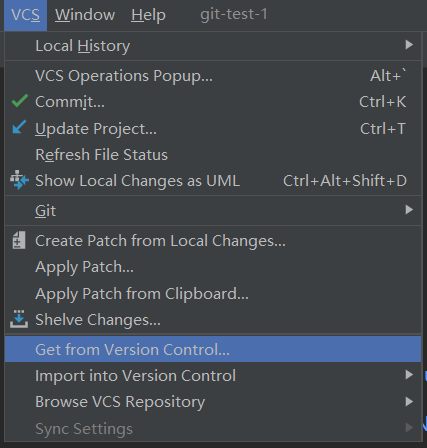 VCS Window Help git-test-1
Local History
VCS Operations Popup... Alt+`
Commit... Ctrl+K
Update Project... Ctrl+T
Refresh File Status
Show Local Changes as UML Ctrl+Alt+Shift+D
Git
Create Patch from Local Changes...
Apply Patch...
Apply Patch from Clipboard...
Shelve Changes...
Get from Version Control...
Import into Version Control
Browse VCS Repository
Sync Settings